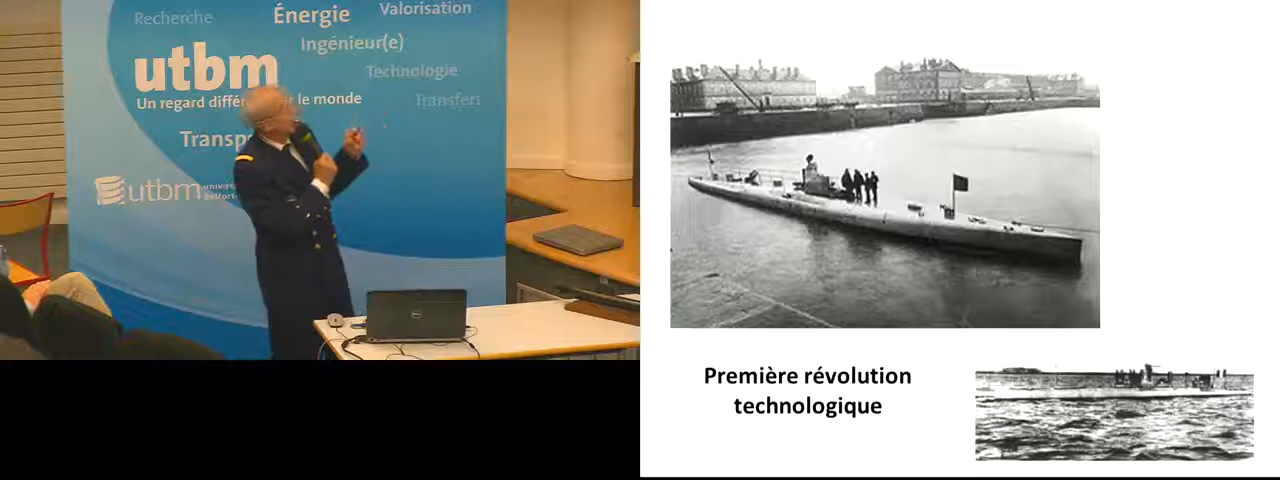 Recherche
Énergie
Valorisation
Ingénieur(e)
utbm
Technologie
Un regard différ
le monde
Transfert
Transp
utbm
Première révolution
technologique